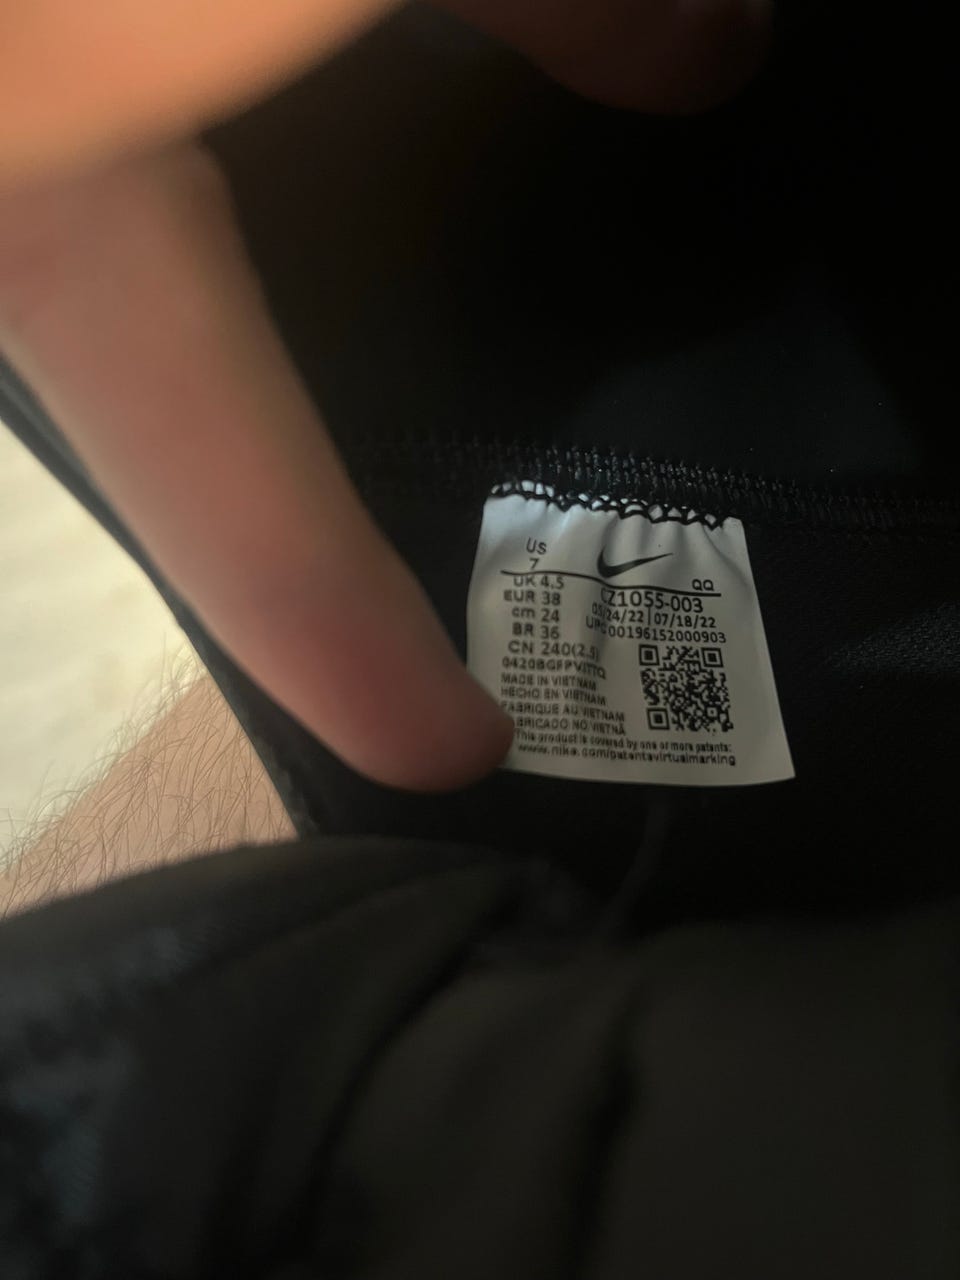 US
7
UK 4.5
EUR 38
cm 24
BR 36
CN 240(2.5)
QQ
CZ1055-003
05/24/22 | 07/18/22
UPC 00196152000903
MADE IN VIETNAM
HECHO EN VIETNAM
FABRIQUE AU VIETNAM
FABRICADO NO VIETNÃ
This product is covered by one or more patents:
www.nike.com/patentvirtualmarking